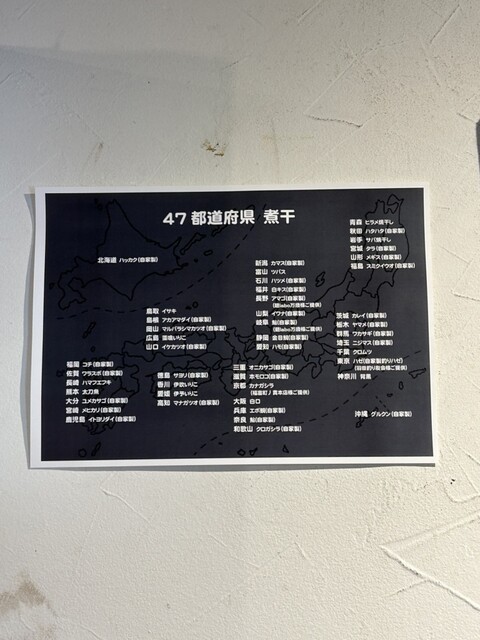 47都道府県 煮干
北海道 ハッカク(自家製)
青森 ヒラメ焼干し
秋田 ハタハタ(自家製)
岩手 サバ焼干し
宮城 タラ(自家製)
山形 メギス(自家製)
福島 スミクイウオ(自家製)
新潟 カマス(自家製)
富山 ツバス
石川 ハツメ(自家製)
福井 白キス(自家製)
長野 アマゴ(自家製)
山梨 イワナ(自家製)
岐阜 鮎(自家製)
静岡 金目鯛(自家製)
愛知 ハモ(自家製)
茨城 カレイ(自家製)
栃木 ヤマメ(自家製)
群馬 ワカサギ(自家製)
埼玉 ニジマス(自家製)
千葉 クロムツ
東京 ハゼ(自家製釣りハゼ)
神奈川 何黒
鳥取 イサキ
島根 アカアマダイ(自家製)
岡山 マルバラシマカツオ(自家製)
広島 音戸いりこ
山口 イケカツオ(自家製)
福岡 コチ(自家製)
佐賀 ワラスボ(自家製)
長崎 ハマフエフキ
熊本 太刀魚
大分 ユメカサゴ(自家製)
宮崎 メヒカリ(自家製)
鹿児島 イトヨリダイ(自家製)
徳島 サヨリ(自家製)
香川 伊吹いりこ
愛媛 伊予いりこ
高知 マナガツオ(自家製)
三重 オニカサゴ(自家製)
滋賀 ホンモロコ(自家製)
京都 カナガシラ
大阪 白口
兵庫 エボ鯛(自家製)
奈良 鮎(自家製)
和歌山 クロガシラ(自家製)
沖縄 グルクン(自家製)